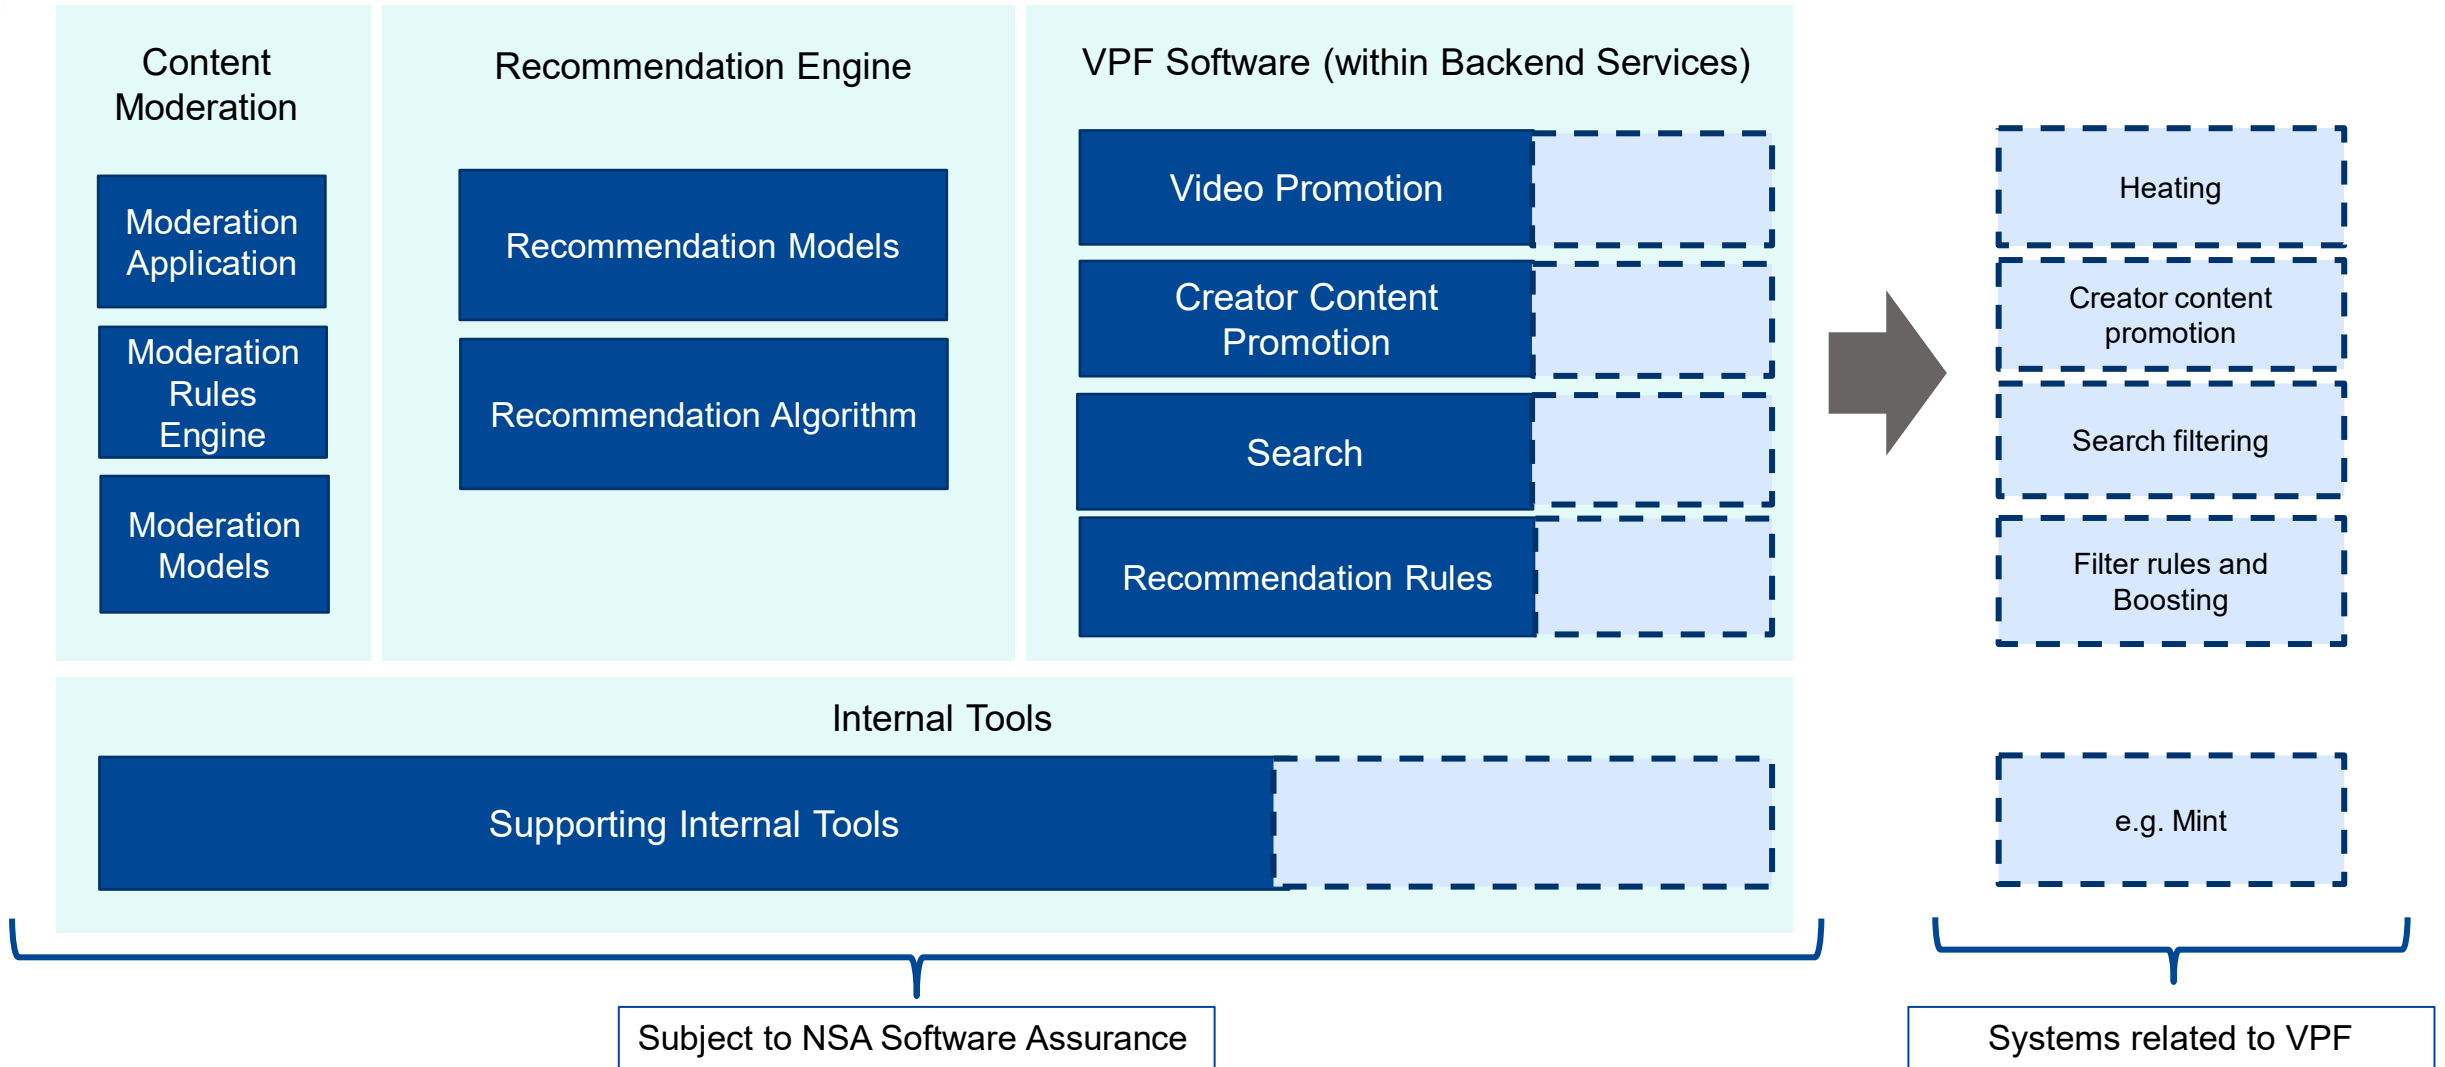 Content
Moderation
Moderation
Application
Moderation
Rules
Engine
Moderation
Models
Recommendation Engine
Recommendation Models
Recommendation Algorithm
VPF Software (within Backend Services)
Video Promotion
Creator Content
Promotion
Search
Recommendation Rules
Heating
Creator content
promotion
Search filtering
Filter rules and
Boosting
Internal Tools
Supporting Internal Tools
e.g. Mint
Subject to NSA Software Assurance
Systems related to VPF